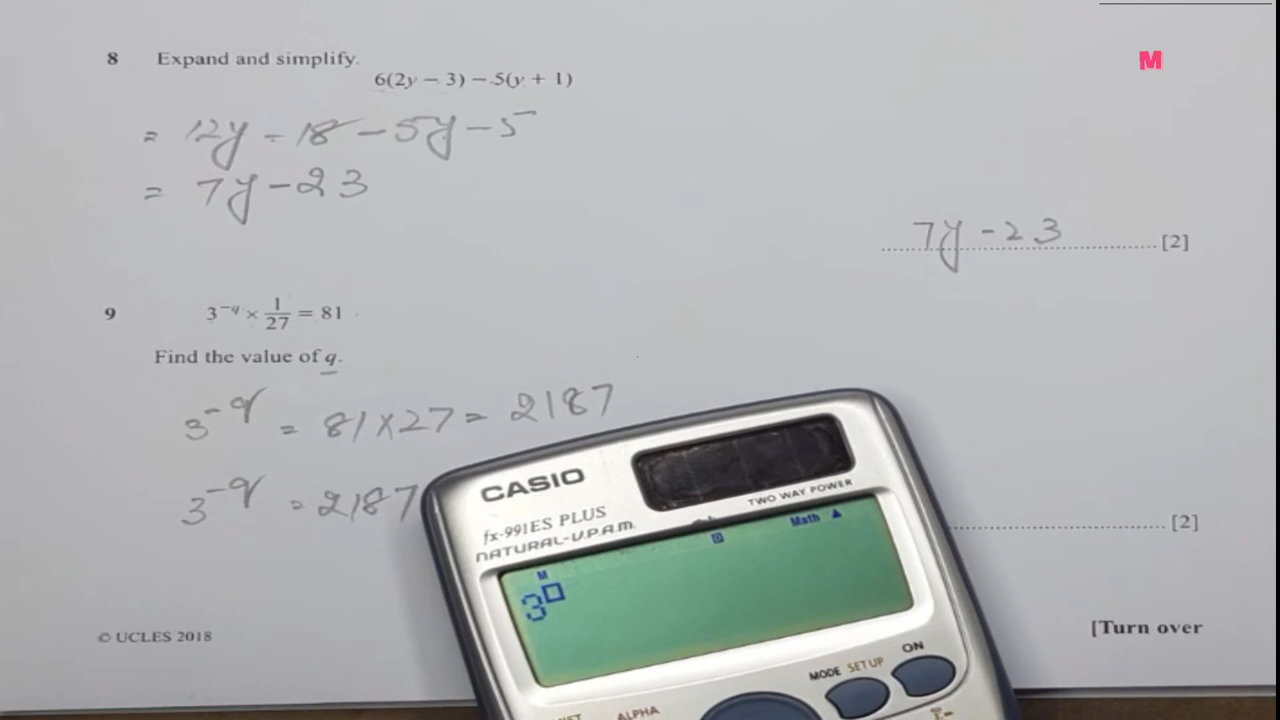 M
8 Expand and simplify.
6(2y − 3) − 5(y + 1)
= 12y - 18 - 5y - 5
= 7y - 23
7y - 23 [2]
9 3^{−q} × 1/27 = 81
Find the value of q.
3^{-q} = 81 × 27 = 2187
3^{-q} = 2187
[2]
CASIO
TWO WAY POWER
fx-991ES PLUS
NATURAL-V.P.A.M.
M D Math ▲
3^□
© UCLES 2018
[Turn over
MODE SETUP ON
ALPHA